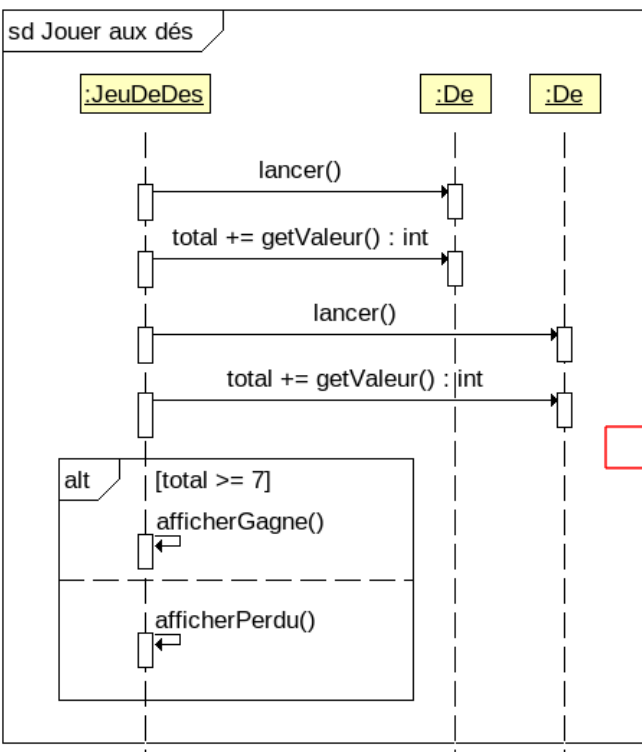 sd Jouer aux dés
:JeuDeDes
:De
:De
lancer()
total += getValeur() : int
lancer()
total += getValeur() : int
alt
[total >= 7]
afficherGagne()
afficherPerdu()